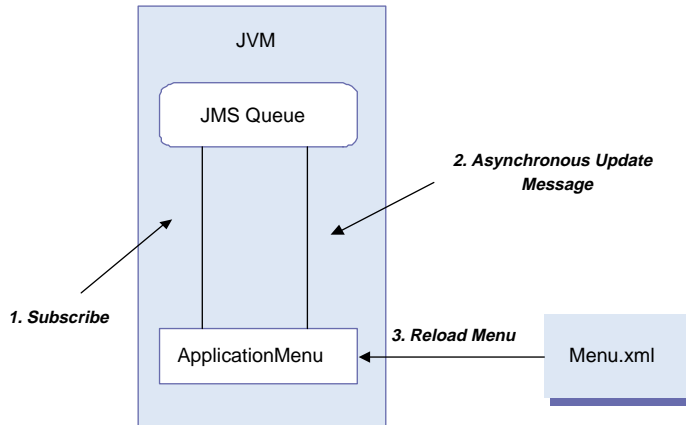 JVM
JMS Queue
2. Asynchronous Update
Message
1. Subscribe
3. Reload Menu
ApplicationMenu
Menu.xml